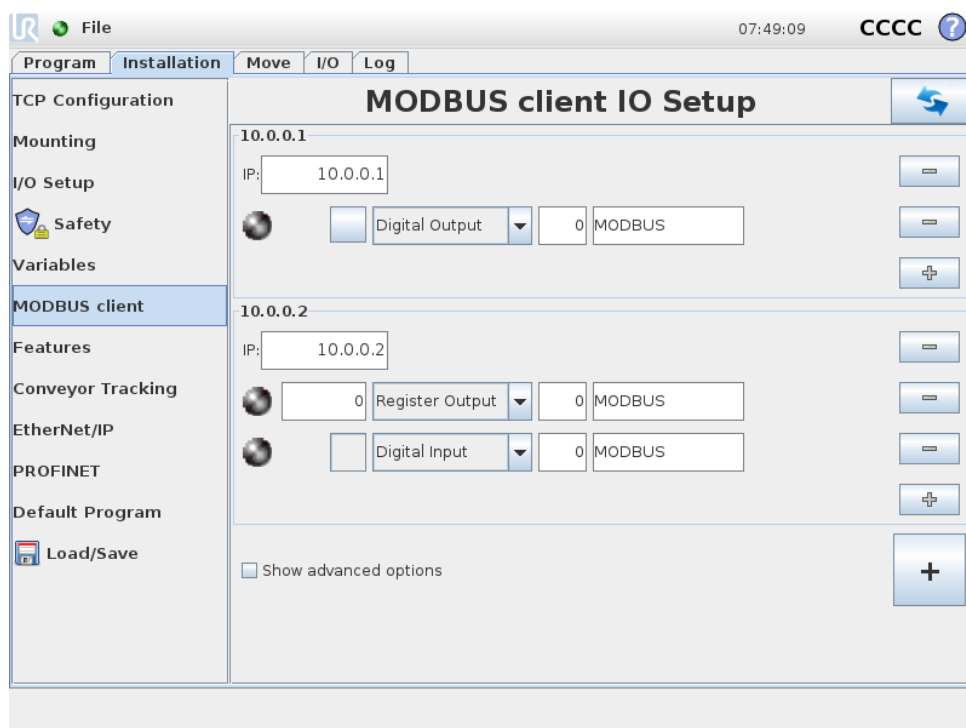 UR File 07:49:09 CCCC ?
Program Installation Move I/O Log
TCP Configuration
Mounting
I/O Setup
Safety
Variables
MODBUS client
Features
Conveyor Tracking
EtherNet/IP
PROFINET
Default Program
Load/Save
MODBUS client IO Setup
10.0.0.1
IP: 10.0.0.1
Digital Output 0 MODBUS
10.0.0.2
IP: 10.0.0.2
0 Register Output 0 MODBUS
Digital Input 0 MODBUS
Show advanced options